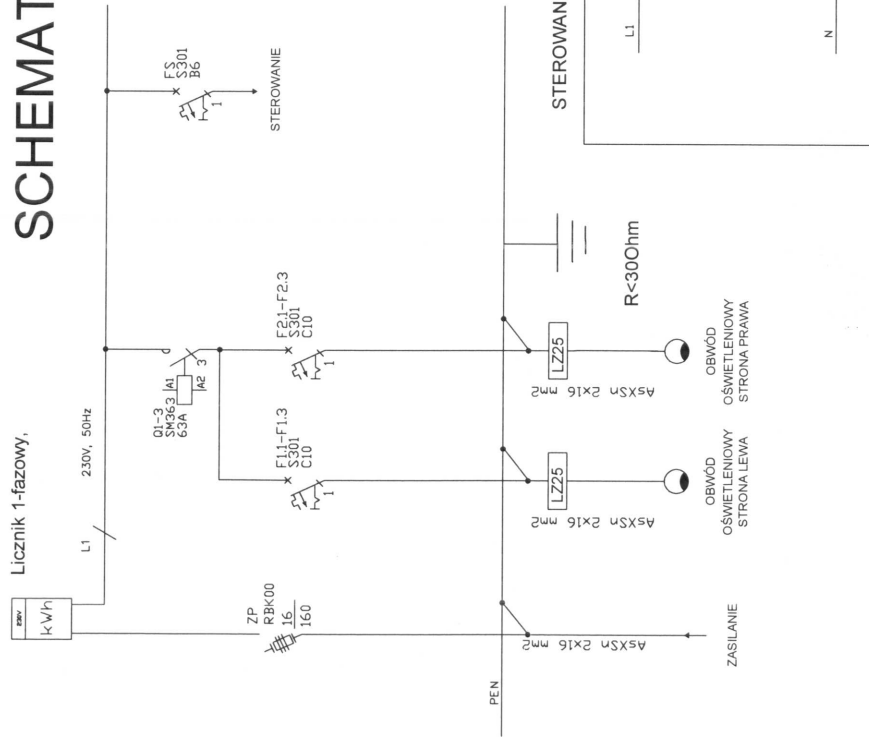 SCHEMAT
Licznik 1-fazowy,
230V
kWh
L1
230V, 50Hz
FS
S301
B6
1
STEROWANIE
Q1-3
SM363
63A
A1
A2
3
F1.1-F1.3
S301
C10
1
F2.1-F2.3
S301
C10
1
ZP
RBK00
16
160
PEN
AsXSn 2x16 mm2
ZASILANIE
LZ25
AsXSn 2x16 mm2
OBWÓD
OŚWIETLENIOWY
STRONA LEWA
LZ25
AsXSn 2x16 mm2
OBWÓD
OŚWIETLENIOWY
STRONA PRAWA
R<30Ohm
STEROWAN
L1
N